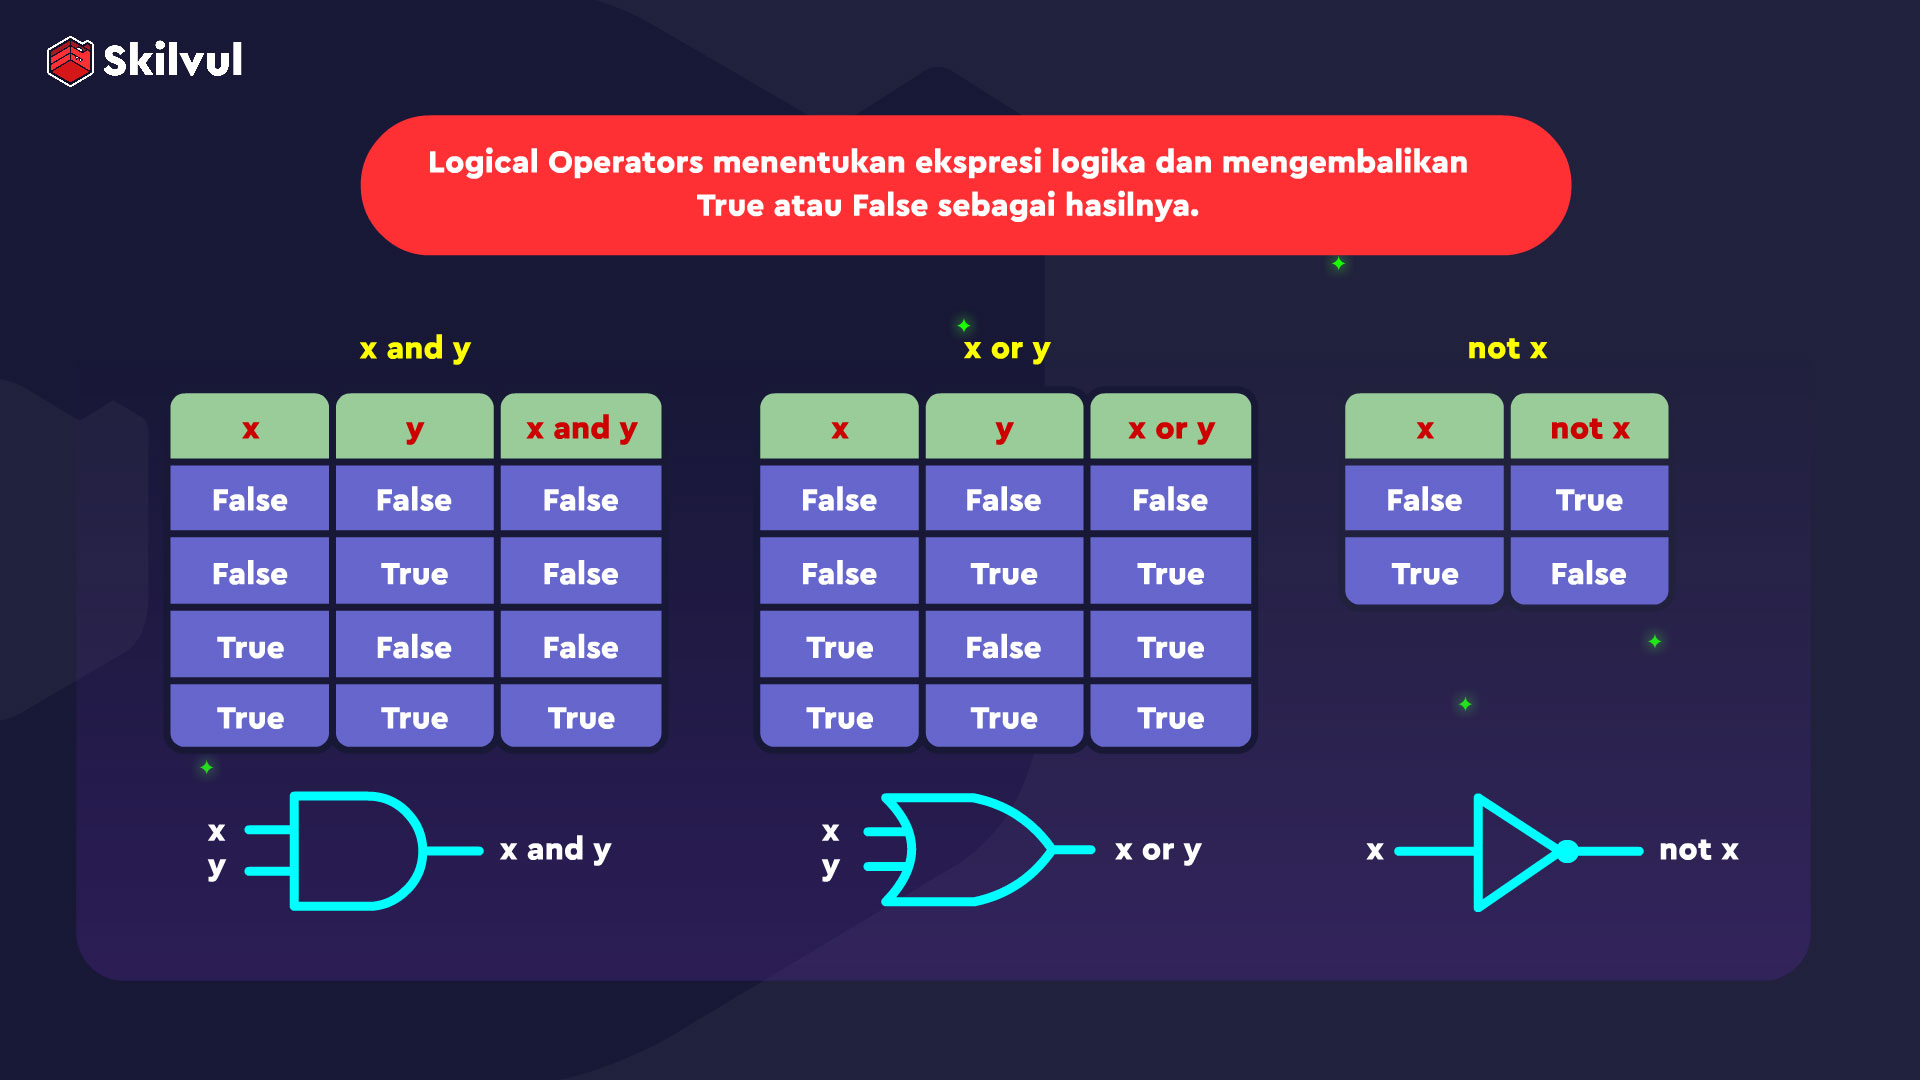 Skilvul
Logical Operators menentukan ekspresi logika dan mengembalikan
True atau False sebagai hasilnya.
x and y
x y x and y
False False False
False True False
True False False
True True True
x
y
x and y
x or y
x y x or y
False False False
False True True
True False True
True True True
x
y
x or y
not x
x not x
False True
True False
x
not x